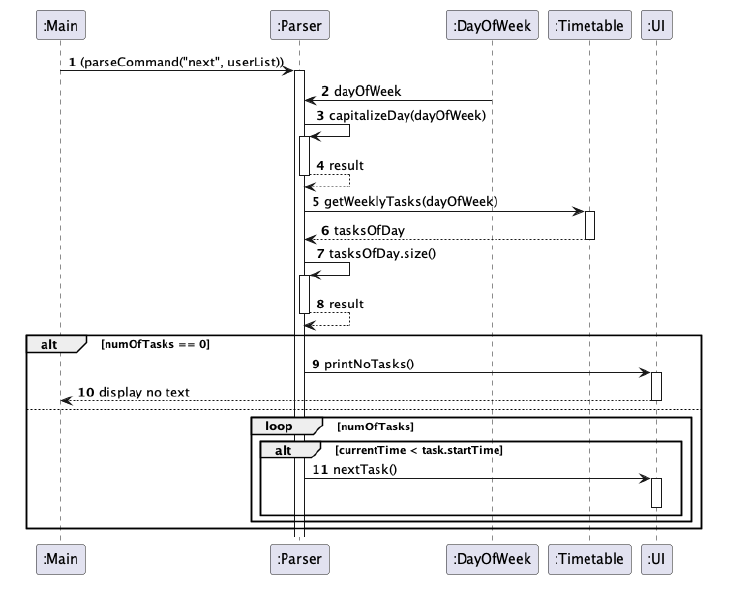 :Main :Parser :DayOfWeek :Timetable :UI
1 (parseCommand("next", userList))
2 dayOfWeek
3 capitalizeDay(dayOfWeek)
4 result
5 getWeeklyTasks(dayOfWeek)
6 tasksOfDay
7 tasksOfDay.size()
8 result
alt [numOfTasks == 0]
9 printNoTasks()
10 display no text
loop [numOfTasks]
alt [currentTime < task.startTime]
11 nextTask()
:Main :Parser :DayOfWeek :Timetable :UI